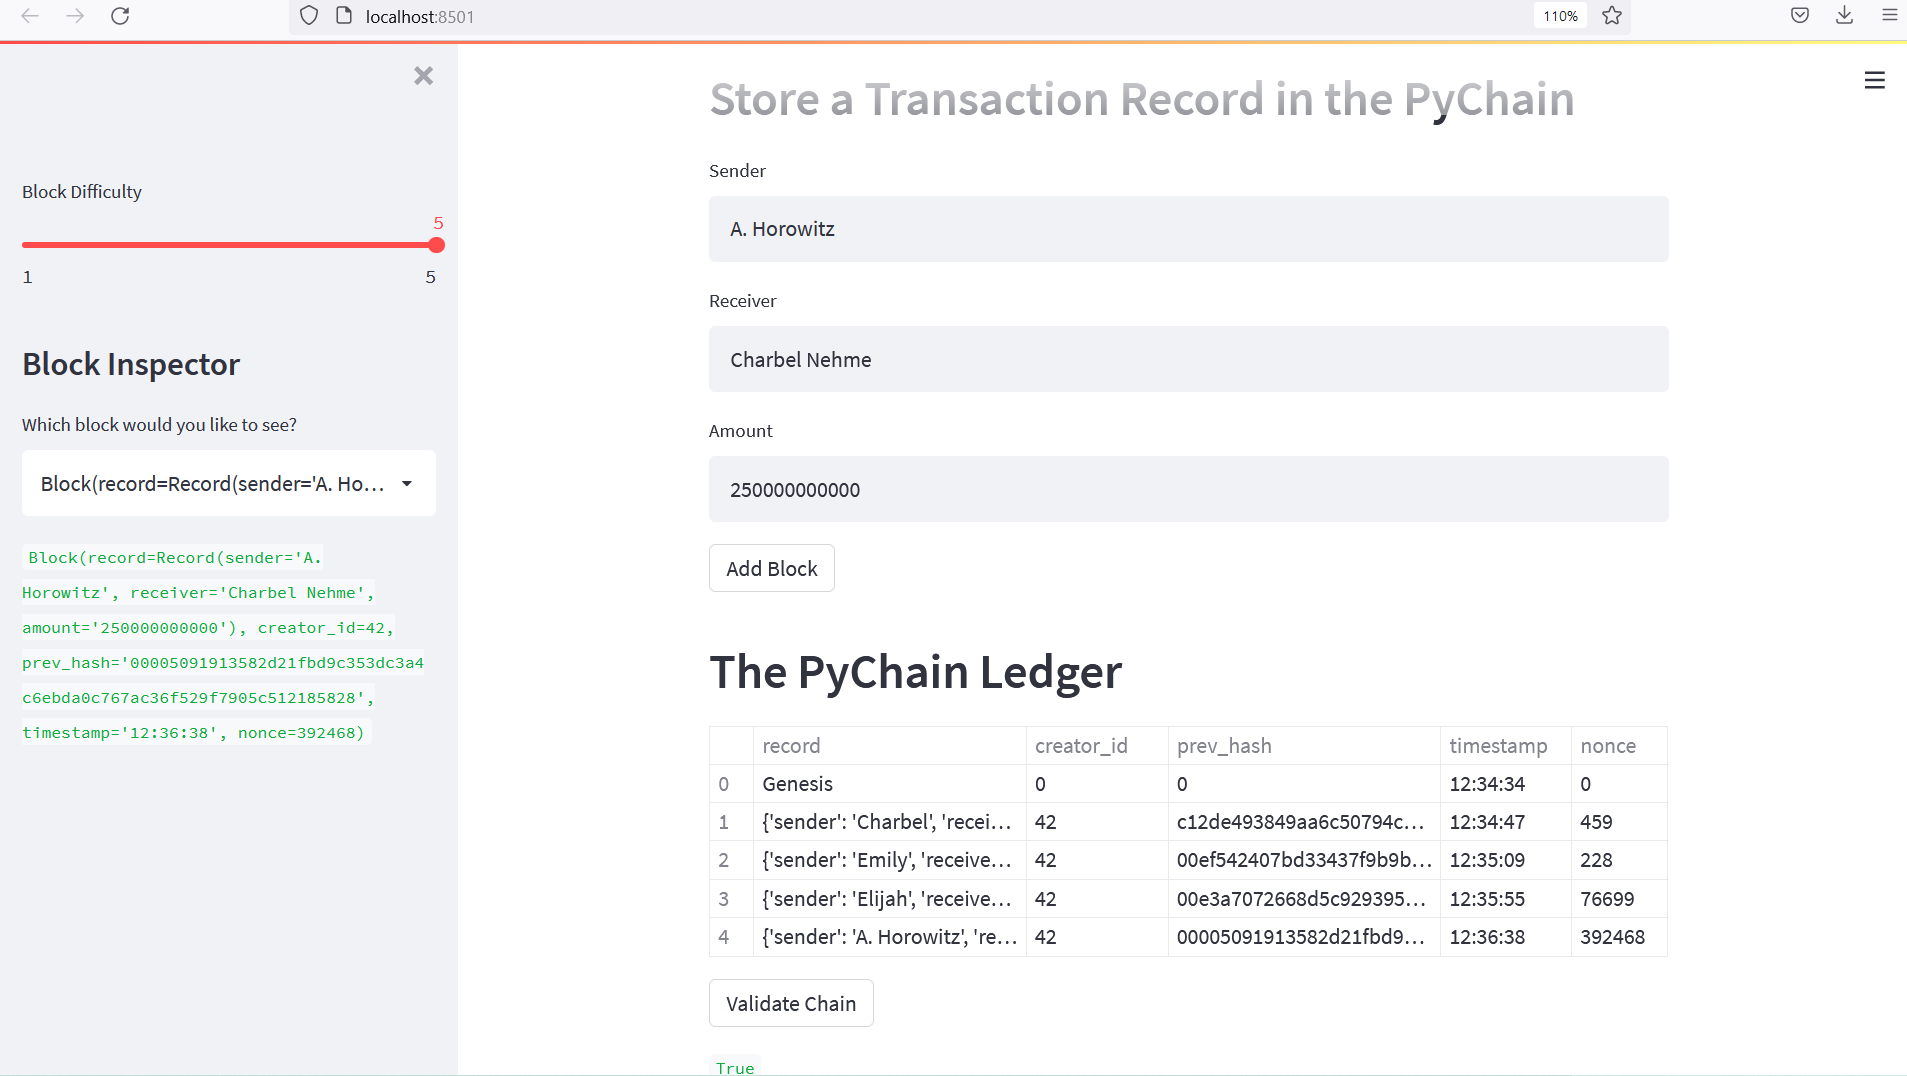 localhost:8501
110%
Block Difficulty
5
1 5
Block Inspector
Which block would you like to see?
Block(record=Record(sender='A. Ho...
Block(record=Record(sender='A.
Horowitz', receiver='Charbel Nehme',
amount='250000000000'), creator_id=42,
prev_hash='00005091913582d21fbd9c353dc3a4
c6ebda0c767ac36f529f7905c512185828',
timestamp='12:36:38', nonce=392468)
Store a Transaction Record in the PyChain
Sender
A. Horowitz
Receiver
Charbel Nehme
Amount
250000000000
Add Block
The PyChain Ledger
record creator_id prev_hash timestamp nonce
0 Genesis 0 0 12:34:34 0
1 {'sender': 'Charbel', 'recei... 42 c12de493849aa6c50794c... 12:34:47 459
2 {'sender': 'Emily', 'receive... 42 00ef542407bd33437f9b9b... 12:35:09 228
3 {'sender': 'Elijah', 'receive... 42 00e3a7072668d5c929395... 12:35:55 76699
4 {'sender': 'A. Horowitz', 're... 42 00005091913582d21fbd9... 12:36:38 392468
Validate Chain
True